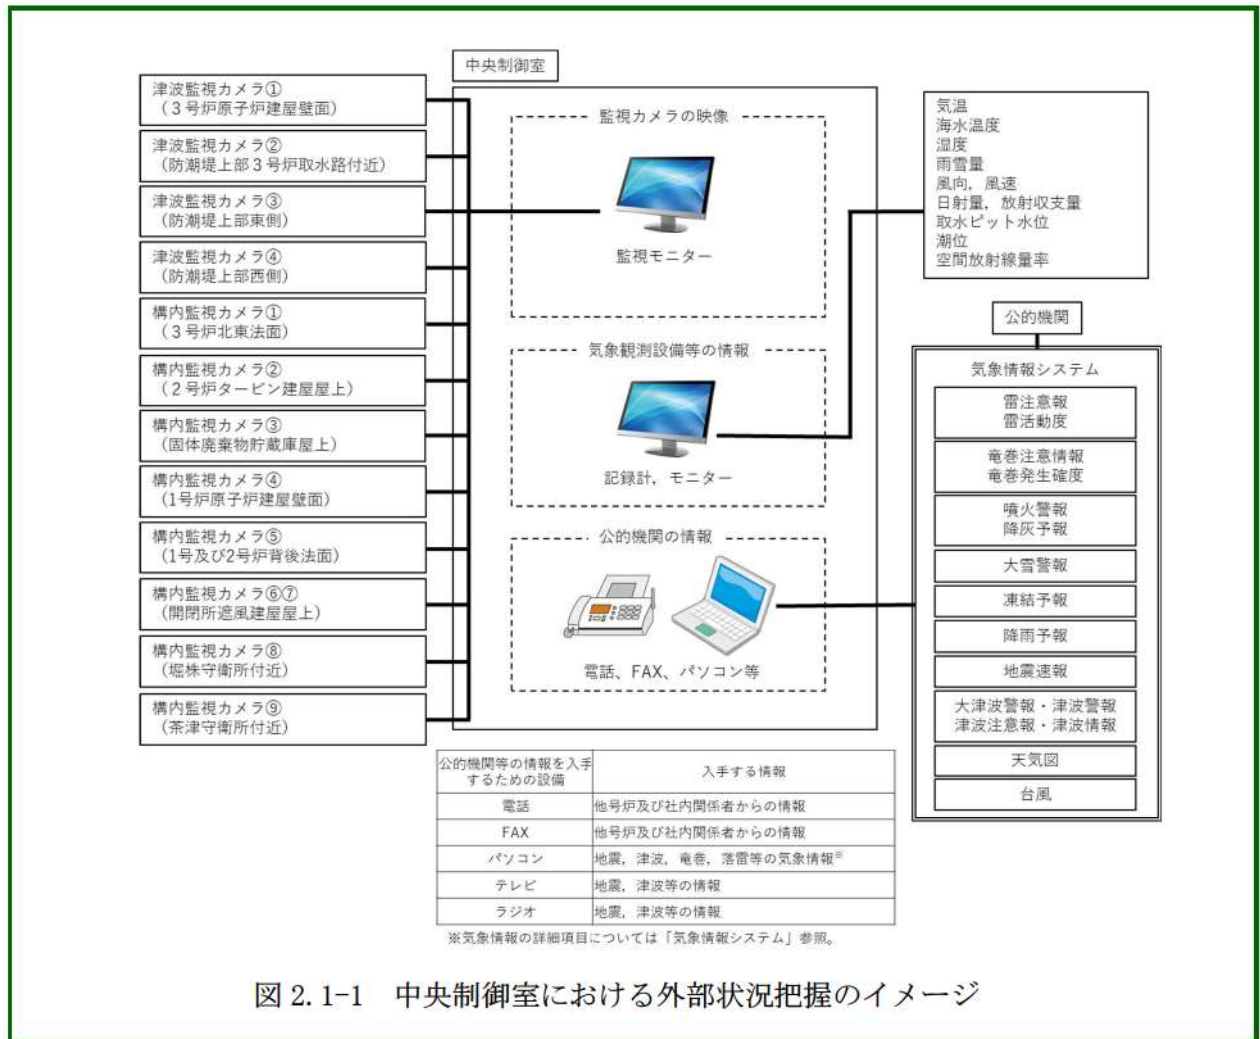 中央制御室
津波監視カメラ①
(3号炉原子炉建屋壁面)
津波監視カメラ②
(防潮堤上部3号炉取水路付近)
津波監視カメラ③
(防潮堤上部東側)
津波監視カメラ④
(防潮堤上部西側)
構内監視カメラ①
(3号炉北東法面)
構内監視カメラ②
(2号炉タービン建屋屋上)
構内監視カメラ③
(固体廃棄物貯蔵庫屋上)
構内監視カメラ④
(1号炉原子炉建屋壁面)
構内監視カメラ⑤
(1号及び2号炉背後法面)
構内監視カメラ⑥⑦
(開閉所遮風建屋屋上)
構内監視カメラ⑧
(堀株守衛所付近)
構内監視カメラ⑨
(茶津守衛所付近)
監視カメラの映像
監視モニター
気象観測設備等の情報
記録計，モニター
公的機関の情報
電話、FAX、パソコン等
気温
海水温度
湿度
雨雪量
風向，風速
日射量，放射収支量
取水ピット水位
潮位
空間放射線量率
公的機関
気象情報システム
雷注意報
雷活動度
竜巻注意情報
竜巻発生確度
噴火警報
降灰予報
大雪警報
凍結予報
降雨予報
地震速報
大津波警報・津波警報
津波注意報・津波情報
天気図
台風
公的機関等の情報を入手
するための設備
入手する情報
電話
他号炉及び社内関係者からの情報
FAX
他号炉及び社内関係者からの情報
パソコン
地震，津波，竜巻，落雷等の気象情報※
テレビ
地震，津波等の情報
ラジオ
地震，津波等の情報
※気象情報の詳細項目については「気象情報システム」参照。
図 2.1-1 中央制御室における外部状況把握のイメージ